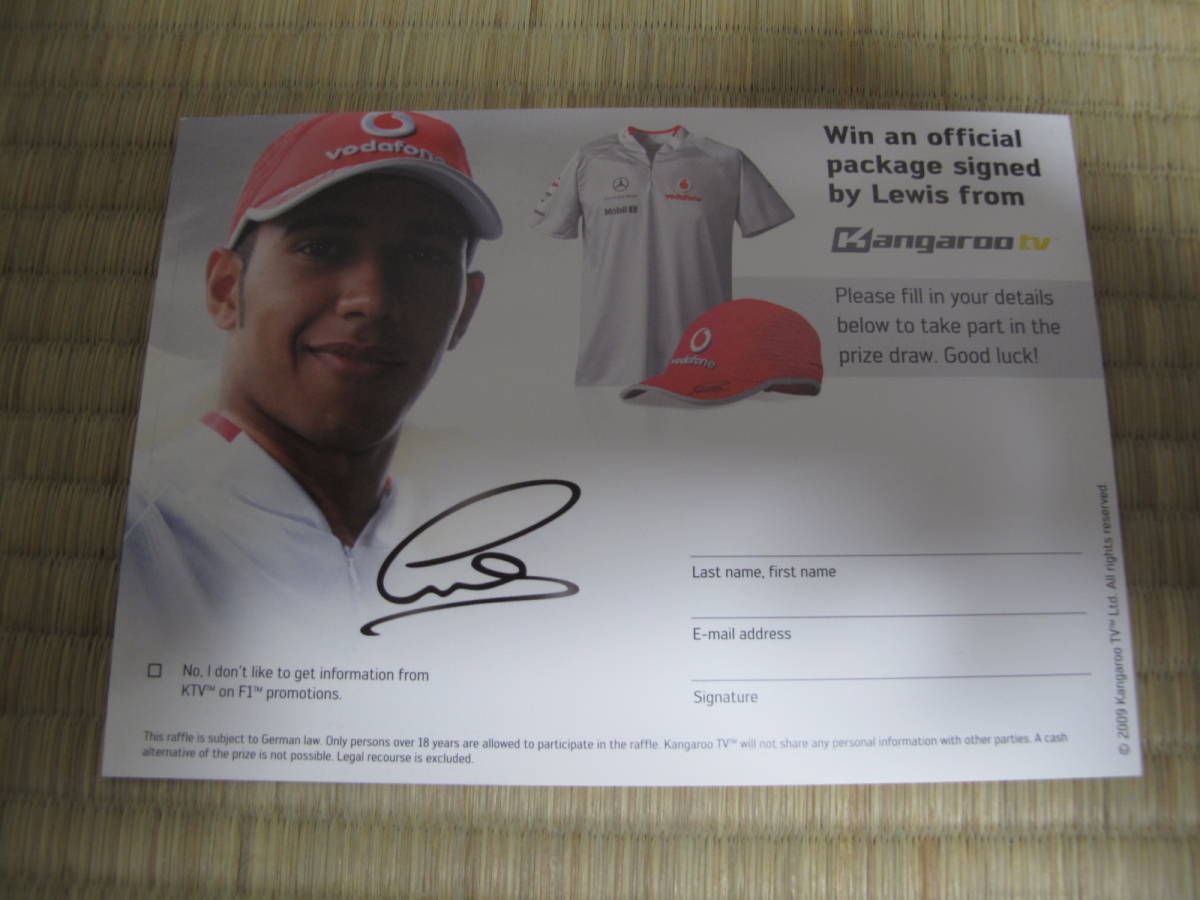 vodafone
Mobil 1
vodafone
vodafone
Win an official
package signed
by Lewis from
Kangaroo tv
Please fill in your details
below to take part in the
prize draw. Good luck!
Last name, first name
E-mail address
Signature
No, I don't like to get information from
KTV™ on F1™ promotions.
This raffle is subject to German law. Only persons over 18 years are allowed to participate in the raffle. Kangaroo TV™ will not share any personal information with other parties. A cash
alternative of the prize is not possible. Legal recourse is excluded.
© 2009 Kangaroo TV™ Ltd. All rights reserved.